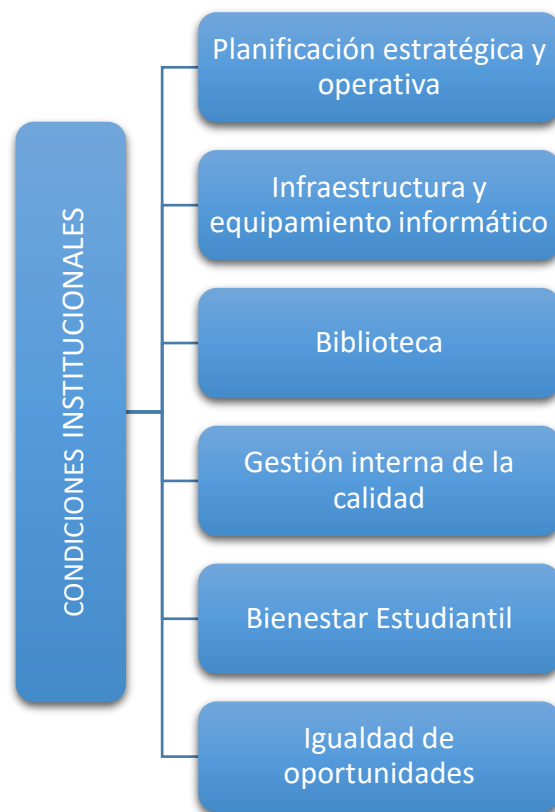 CONDICIONES INSTITUCIONALES
Planificación estratégica y
operativa
Infraestructura y
equipamiento informático
Biblioteca
Gestión interna de la
calidad
Bienestar Estudiantil
Igualdad de
oportunidades